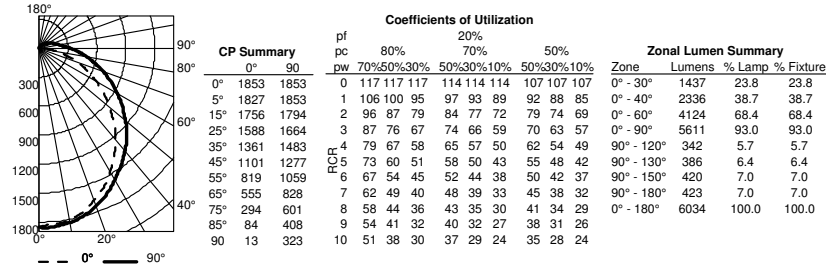 180°
90°
80°
60°
40°
300
600
900
1200
1500
1800
0° 20°
0° 90°
CP Summary
0° 90
0° 1853 1853
5° 1827 1853
15° 1756 1794
25° 1588 1664
35° 1361 1483
45° 1101 1277
55° 819 1059
65° 555 828
75° 294 601
85° 84 408
90 13 323
Coefficients of Utilization
pf 20%
pc 80% 70% 50%
pw 70%50%30% 50%30%10% 50%30%10%
RCR
0 117 117 117 114 114 114 107 107 107
1 106 100 95 97 93 89 92 88 85
2 96 87 79 84 77 72 79 74 69
3 87 76 67 74 66 59 70 63 57
4 79 67 58 65 57 50 62 54 49
5 73 60 51 58 50 43 55 48 42
6 67 54 45 52 44 38 50 42 37
7 62 49 40 48 39 33 45 38 32
8 58 44 36 43 35 30 41 34 29
9 54 41 32 40 32 27 38 31 26
10 51 38 30 37 29 24 35 28 24
Zonal Lumen Summary
Zone Lumens % Lamp % Fixture
0° - 30° 1437 23.8 23.8
0° - 40° 2336 38.7 38.7
0° - 60° 4124 68.4 68.4
0° - 90° 5611 93.0 93.0
90° - 120° 342 5.7 5.7
90° - 130° 386 6.4 6.4
90° - 150° 420 7.0 7.0
90° - 180° 423 7.0 7.0
0° - 180° 6034 100.0 100.0